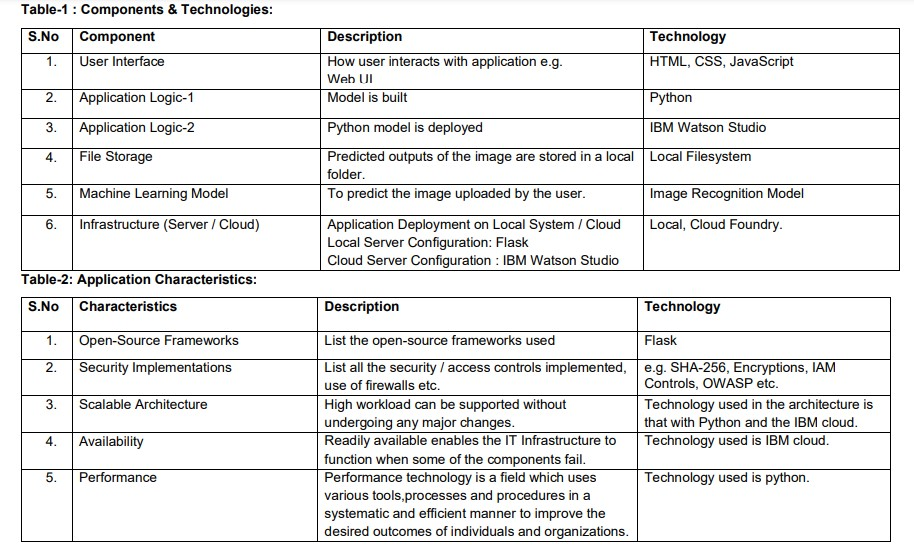 Table-1 : Components & Technologies:
S.No Component Description Technology
1. User Interface How user interacts with application e.g. HTML, CSS, JavaScript
Web UI
2. Application Logic-1 Model is built Python
3. Application Logic-2 Python model is deployed IBM Watson Studio
4. File Storage Predicted outputs of the image are stored in a local Local Filesystem
folder.
5. Machine Learning Model To predict the image uploaded by the user. Image Recognition Model
6. Infrastructure (Server / Cloud) Application Deployment on Local System / Cloud Local, Cloud Foundry.
Local Server Configuration: Flask
Cloud Server Configuration : IBM Watson Studio
Table-2: Application Characteristics:
S.No Characteristics Description Technology
1. Open-Source Frameworks List the open-source frameworks used Flask
2. Security Implementations List all the security / access controls implemented, e.g. SHA-256, Encryptions, IAM
use of firewalls etc. Controls, OWASP etc.
3. Scalable Architecture High workload can be supported without Technology used in the architecture is
undergoing any major changes. that with Python and the IBM cloud.
4. Availability Readily available enables the IT Infrastructure to Technology used is IBM cloud.
function when some of the components fail.
5. Performance Performance technology is a field which uses Technology used is python.
various tools,processes and procedures in a
systematic and efficient manner to improve the
desired outcomes of individuals and organizations.